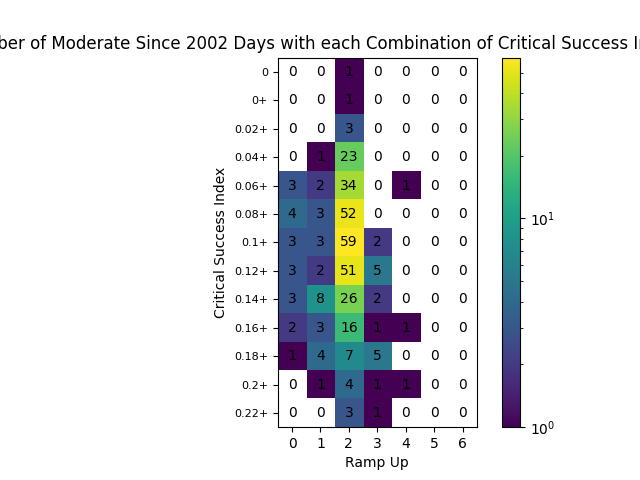 of Moderate Since 2002 Days with each Combination of Critical Success
0 0 0 1 0 0 0 0
0+ 0 0 1 0 0 0 0
0.02+ 0 0 3 0 0 0 0
0.04+ 0 1 23 0 0 0 0
0.06+ 3 2 34 0 1 0 0
0.08+ 4 3 52 0 0 0 0
0.1+ 3 3 59 2 0 0 0
0.12+ 3 2 51 5 0 0 0
0.14+ 3 8 26 2 0 0 0
0.16+ 2 3 16 1 1 0 0
0.18+ 1 4 7 5 0 0 0
0.2+ 0 1 4 1 1 0 0
0.22+ 0 0 3 1 0 0 0
0 1 2 3 4 5 6
Ramp Up
Critical Success Index
10¹
10⁰